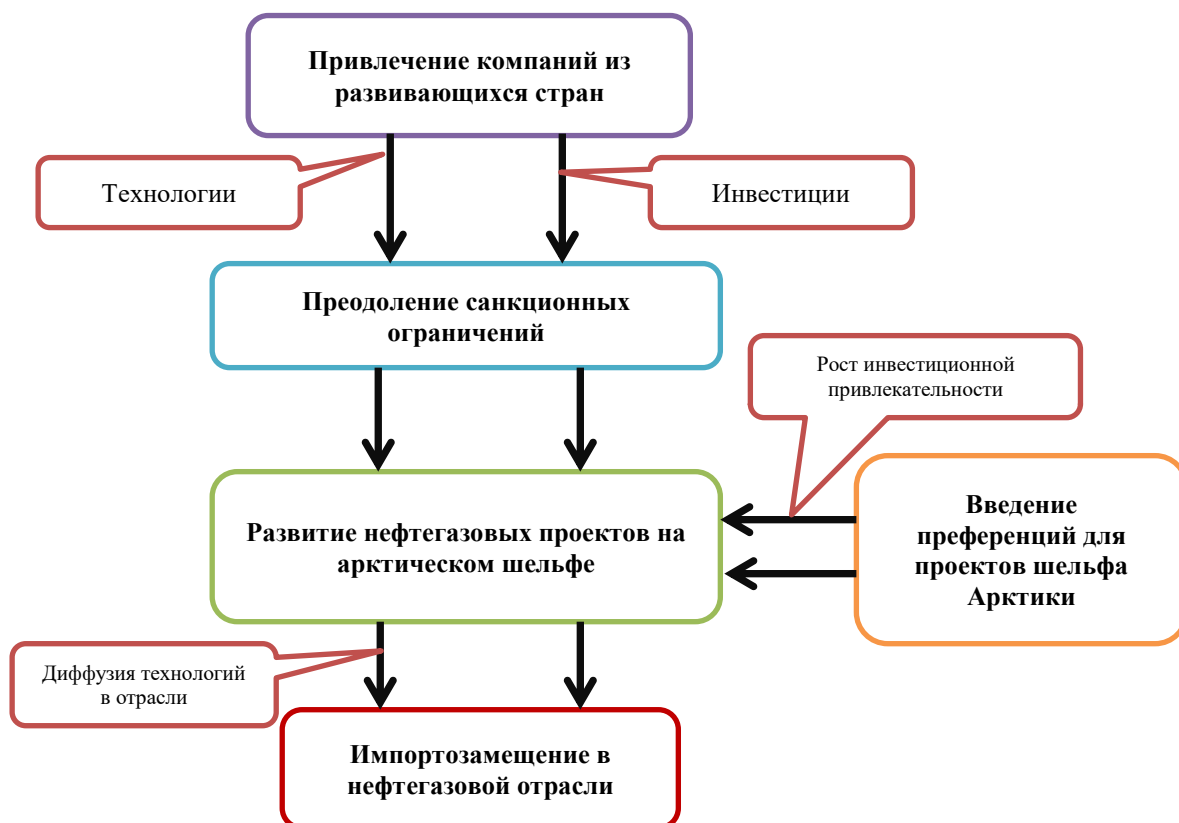 Привлечение компаний из
развивающихся стран
Технологии
Инвестиции
Преодоление санкционных
ограничений
Рост инвестиционной
привлекательности
Развитие нефтегазовых проектов на
арктическом шельфе
Введение
преференций для
проектов шельфа
Арктики
Диффузия технологий
в отрасли
Импортозамещение в
нефтегазовой отрасли